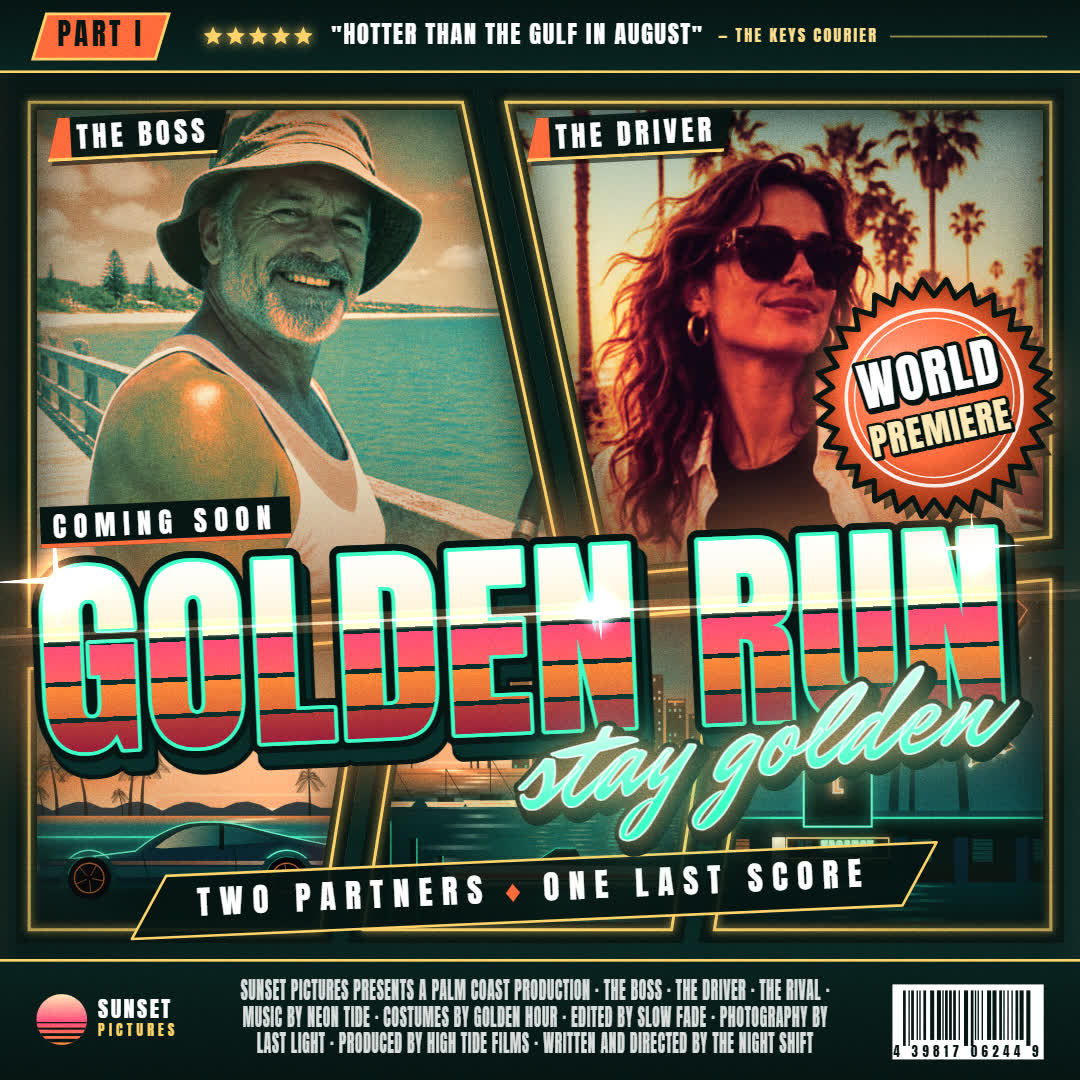 PART I
"HOTTER THAN THE GULF IN AUGUST" – THE KEYS COURIER
THE BOSS
THE DRIVER
WORLD
PREMIERE
COMING SOON
GOLDEN RUN
stay golden
TWO PARTNERS ♦ ONE LAST SCORE
SUNSET
PICTURES
SUNSET PICTURES PRESENTS A PALM COAST PRODUCTION · THE BOSS · THE DRIVER · THE RIVAL ·
MUSIC BY NEON TIDE · COSTUMES BY GOLDEN HOUR · EDITED BY SLOW FADE · PHOTOGRAPHY BY
LAST LIGHT · PRODUCED BY HIGH TIDE FILMS · WRITTEN AND DIRECTED BY THE NIGHT SHIFT
4 39817 06244 9